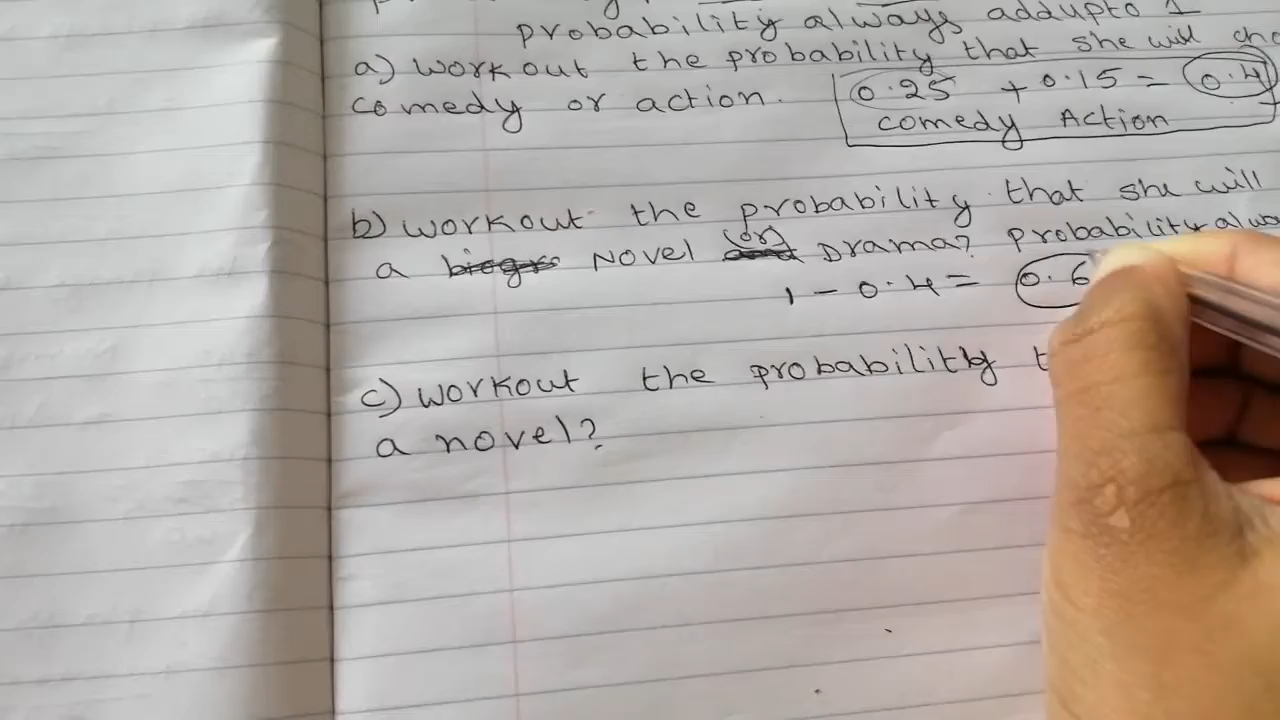 probability always addupto 1
a) workout the probability that she will
comedy or action. 0.25 + 0.15 = 0.4
comedy Action
b) workout the probability that she will
a Novel (or) Drama? probability
1 - 0.4 = 0.6
c) workout the probability
a novel?